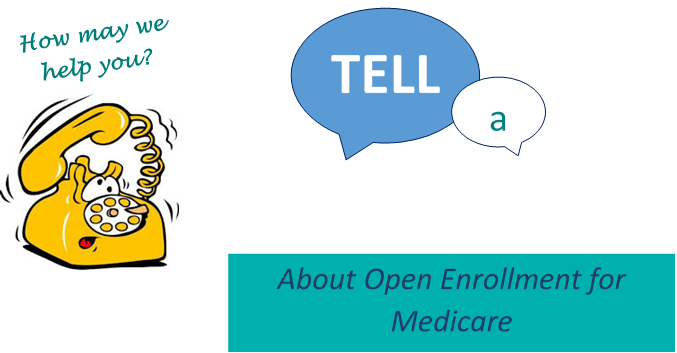 How may we
help you?
TELL
a
About Open Enrollment for
Medicare